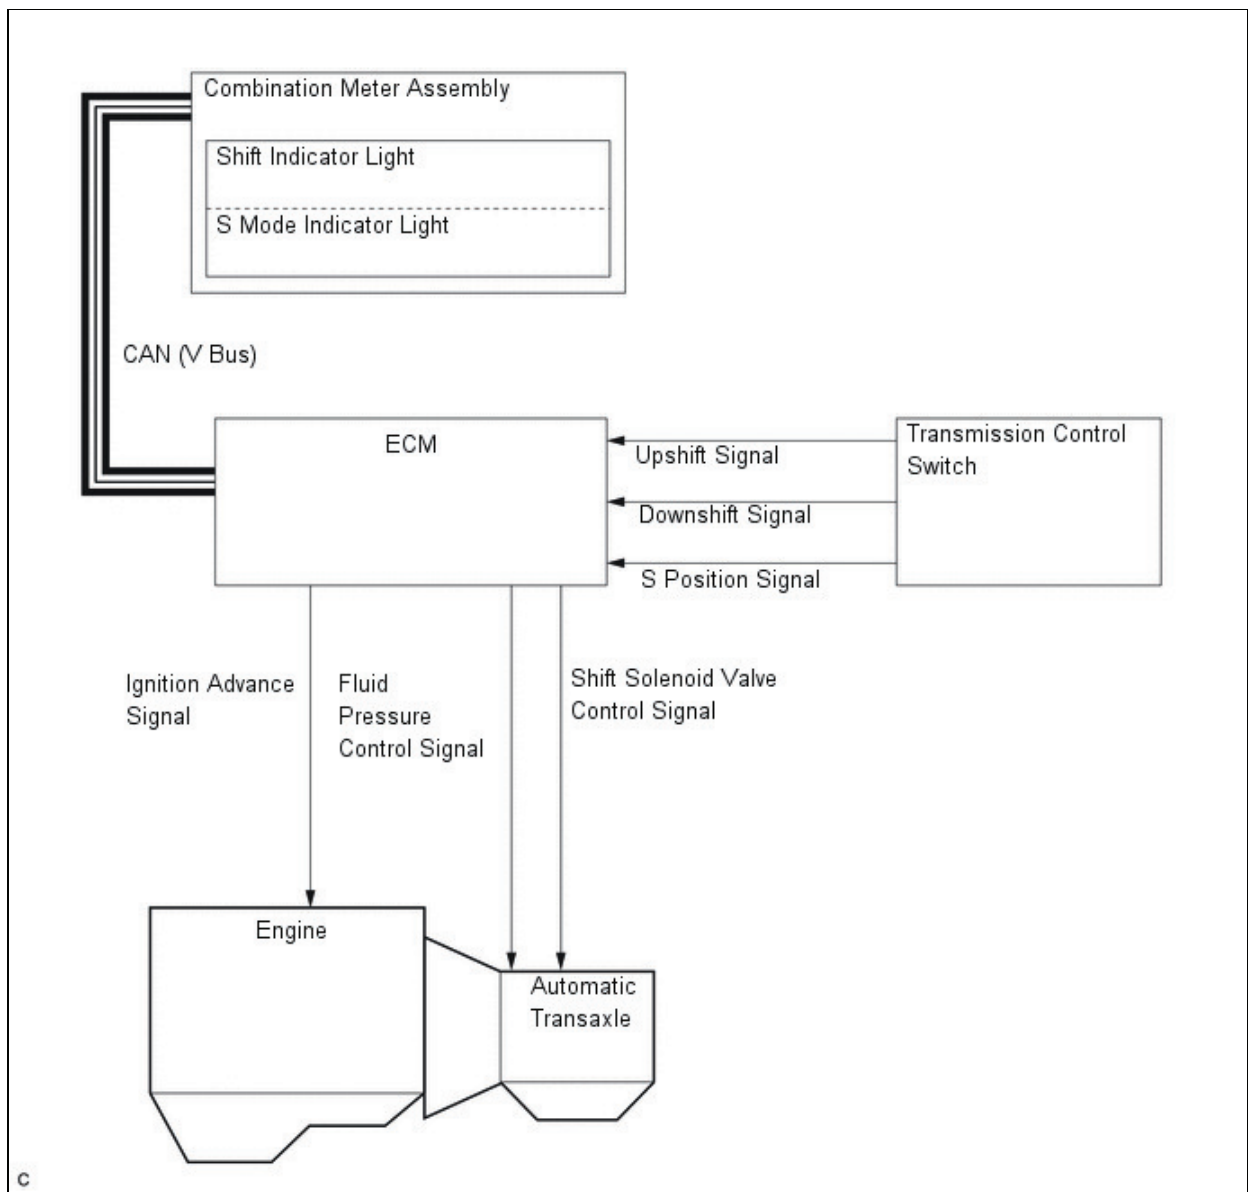 Combination Meter Assembly
Shift Indicator Light
S Mode Indicator Light
CAN (V Bus)
ECM
Upshift Signal
Downshift Signal
S Position Signal
Transmission Control
Switch
Ignition Advance
Signal
Fluid
Pressure
Control Signal
Shift Solenoid Valve
Control Signal
Engine
Automatic
Transaxle
c